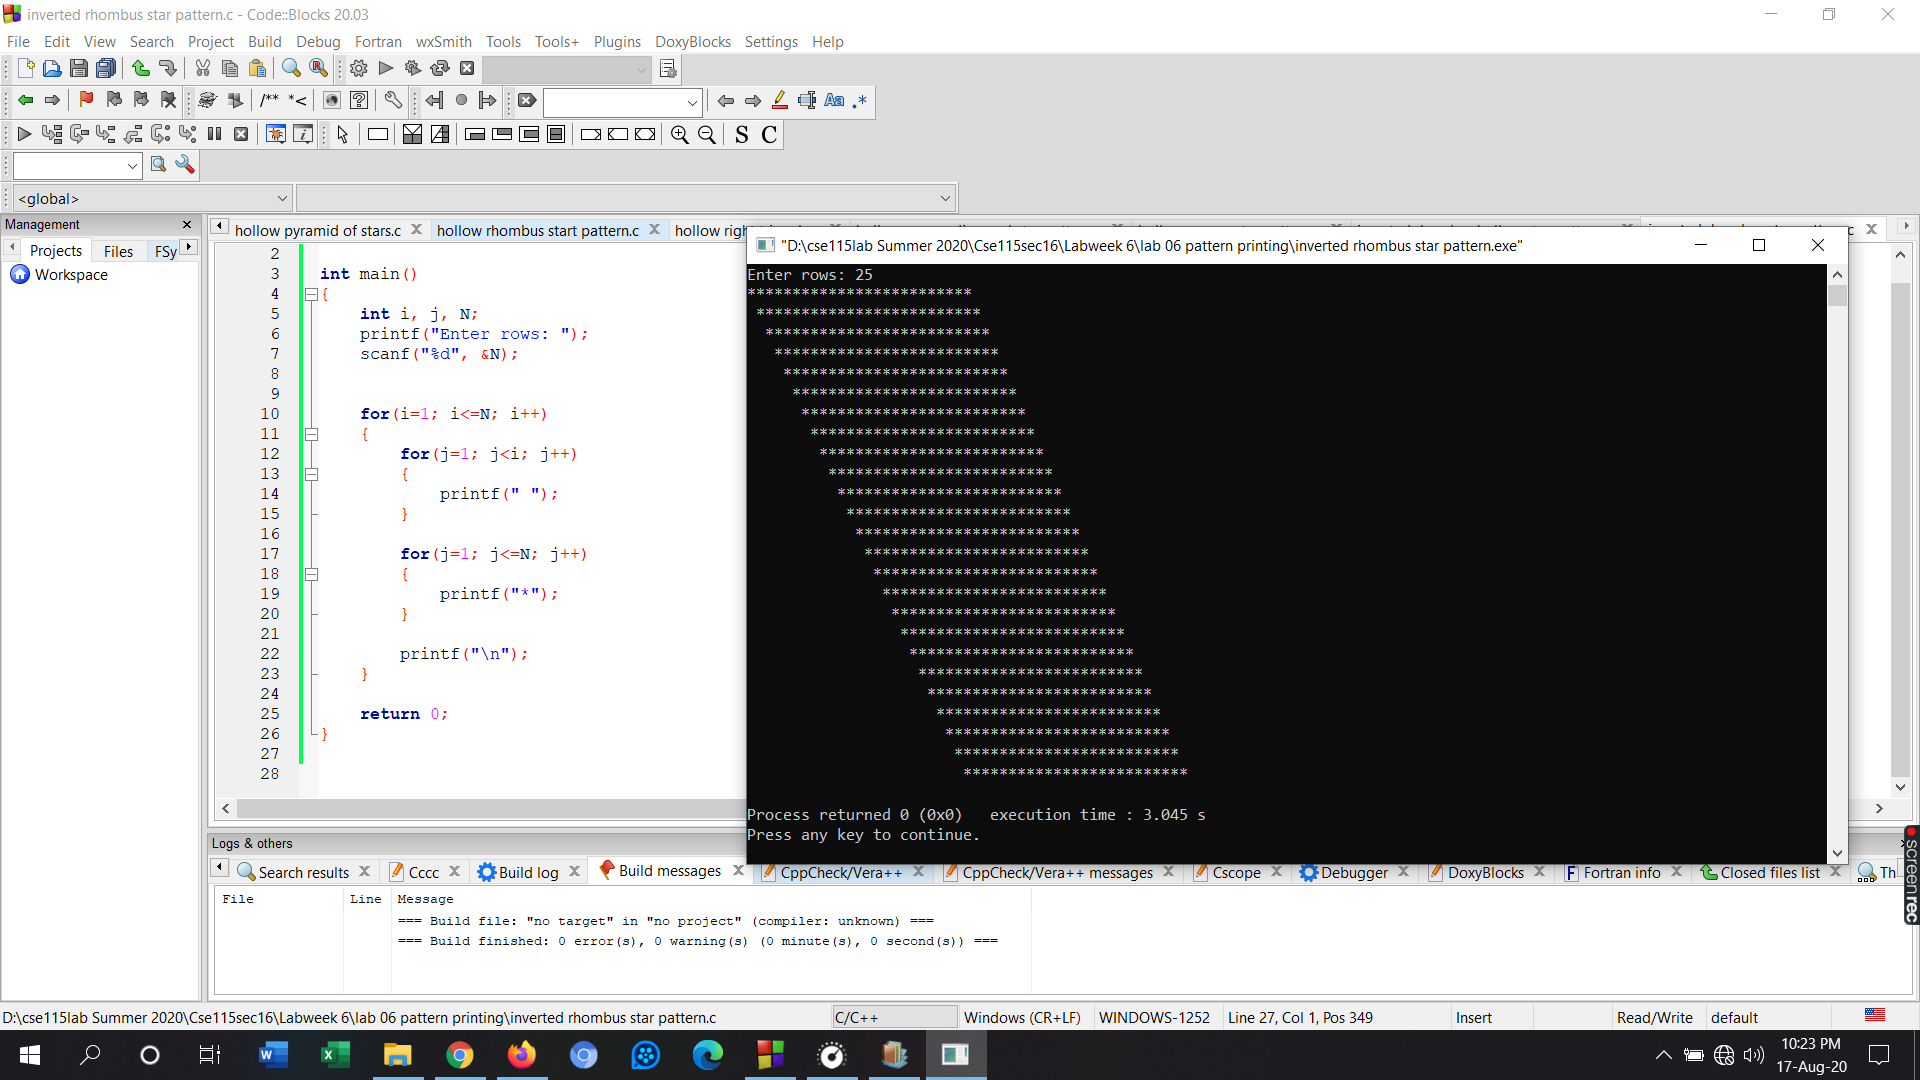 inverted rhombus star pattern.c - Code::Blocks 20.03
File Edit View Search Project Build Debug Fortran wxSmith Tools Tools+ Plugins DoxyBlocks Settings Help
/** *<
Aa .*
S C
<global>
Management
Projects Files FSy
Workspace
hollow pyramid of stars.c hollow rhombus start pattern.c hollow righ
"D:\cse115lab Summer 2020\Cse115sec16\Labweek 6\lab 06 pattern printing\inverted rhombus star pattern.exe"
2
3 int main()
4 {
5 int i, j, N;
6 printf("Enter rows: ");
7 scanf("%d", &N);
8
9
10 for(i=1; i<=N; i++)
11 {
12 for(j=1; j<i; j++)
13 {
14 printf(" ");
15 }
16
17 for(j=1; j<=N; j++)
18 {
19 printf("*");
20 }
21
22 printf("\n");
23 }
24
25 return 0;
26 }
27
28
Enter rows: 25
*************************
 *************************
  *************************
   *************************
    *************************
     *************************
      *************************
       *************************
        *************************
         *************************
          *************************
           *************************
            *************************
             *************************
              *************************
               *************************
                *************************
                 *************************
                  *************************
                   *************************
                    *************************
                     *************************
                      *************************
                       *************************
                        *************************
Process returned 0 (0x0)   execution time : 3.045 s
Press any key to continue.
Logs & others
Search results Cccc Build log Build messages CppCheck/Vera++ CppCheck/Vera++ messages Cscope Debugger DoxyBlocks Fortran info Closed files list Th
File Line Message
=== Build file: "no target" in "no project" (compiler: unknown) ===
=== Build finished: 0 error(s), 0 warning(s) (0 minute(s), 0 second(s)) ===
screenrec
D:\cse115lab Summer 2020\Cse115sec16\Labweek 6\lab 06 pattern printing\inverted rhombus star pattern.c C/C++ Windows (CR+LF) WINDOWS-1252 Line 27, Col 1, Pos 349 Insert Read/Write default
10:23 PM
17-Aug-20